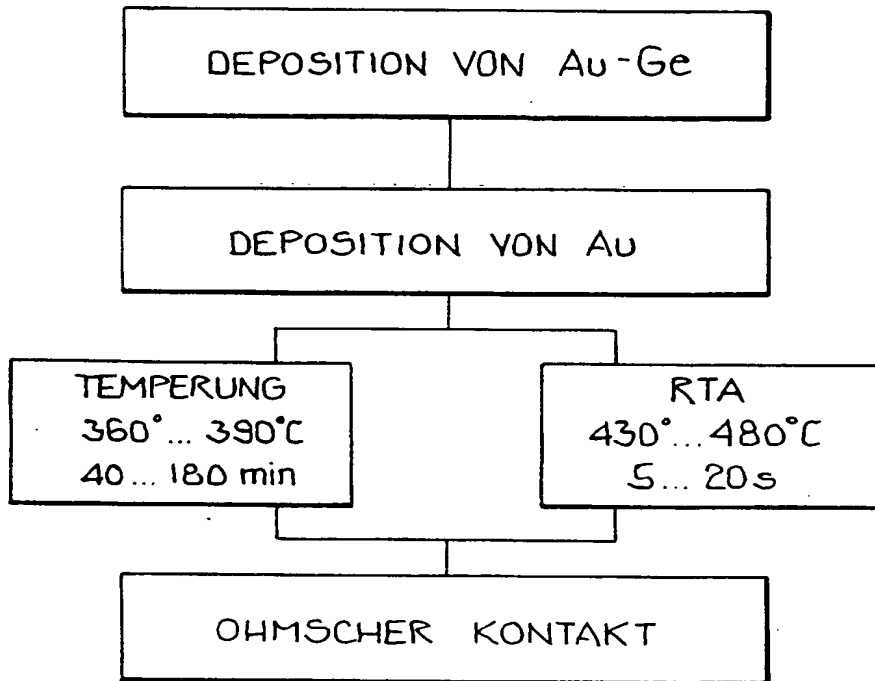 DEPOSITION VON Au-Ge
DEPOSITION VON Au
TEMPERUNG
360°... 390°C
40... 180 min
RTA
430°... 480°C
5... 20s
OHMSCHER KONTAKT